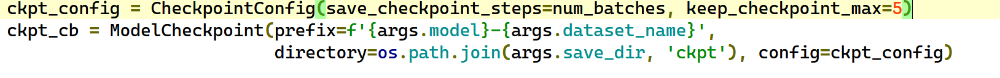 ckpt_config = CheckpointConfig(save_checkpoint_steps=num_batches, keep_checkpoint_max=5)
ckpt_cb = ModelCheckpoint(prefix=f'{args.model}-{args.dataset_name}',
directory=os.path.join(args.save_dir, 'ckpt'), config=ckpt_config)